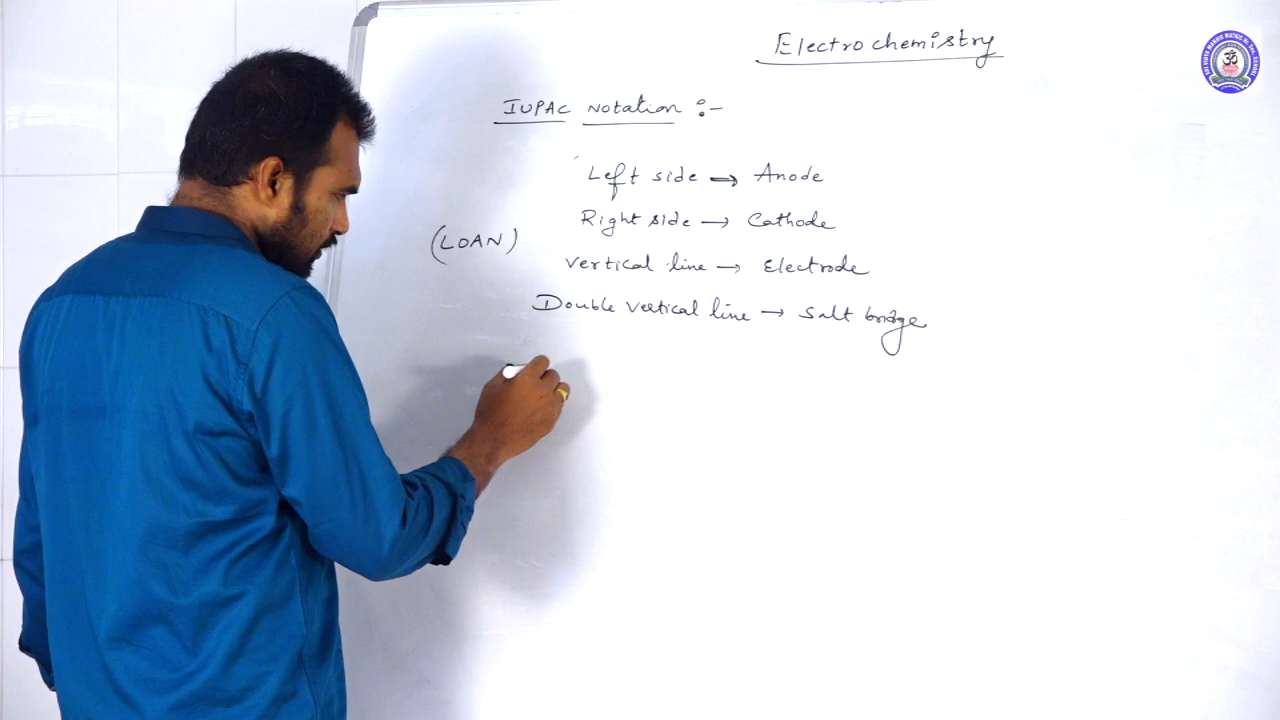 Electrochemistry
IUPAC Notation :-
Left side → Anode
Right side → Cathode
(LOAN)
Vertical line → Electrode
Double vertical line → Salt bridge